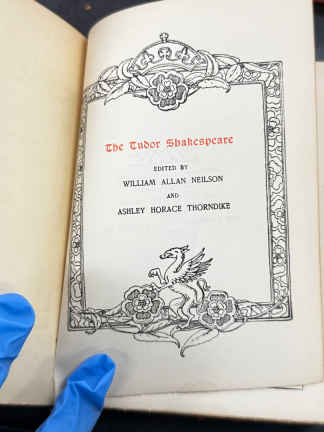 The Tudor Shakespeare
EDITED BY
WILLIAM ALLAN NEILSON
AND
ASHLEY HORACE THORNDIKE